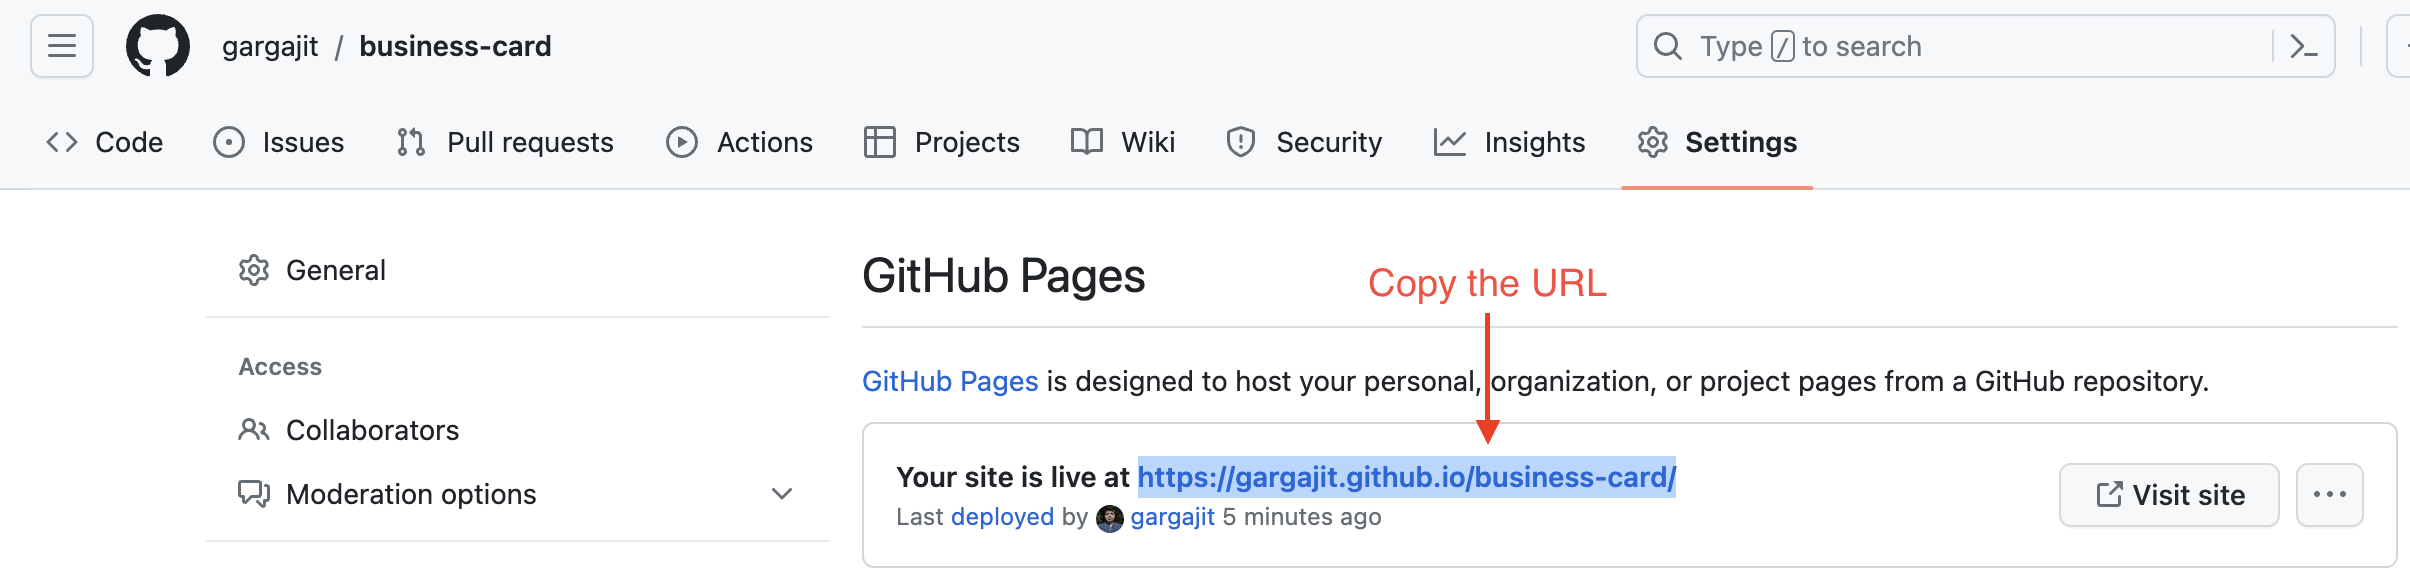 gargajit / business-card
Type / to search
Code Issues Pull requests Actions Projects Wiki Security Insights Settings
General
Access
Collaborators
Moderation options
GitHub Pages
Copy the URL
GitHub Pages is designed to host your personal, organization, or project pages from a GitHub repository.
Your site is live at https://gargajit.github.io/business-card/
Last deployed by gargajit 5 minutes ago
Visit site